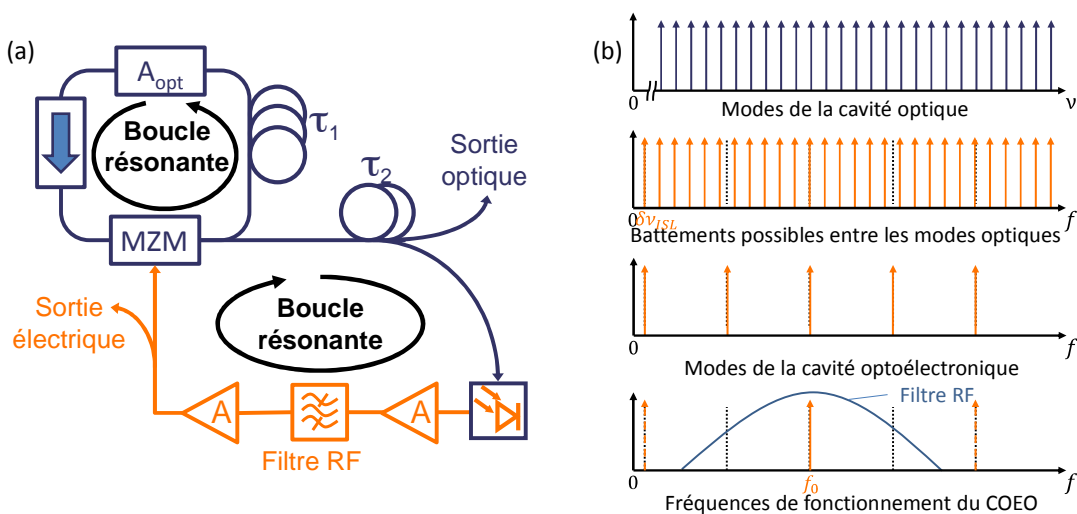 (a)
A_opt
Boucle
résonante
τ₁
τ₂
Sortie
optique
MZM
Sortie
électrique
Boucle
résonante
A
A
Filtre RF
(b)
0
ν
Modes de la cavité optique
0
δν_ISL
f
Battements possibles entre les modes optiques
0
f
Modes de la cavité optoélectronique
Filtre RF
0
f₀
f
Fréquences de fonctionnement du COEO